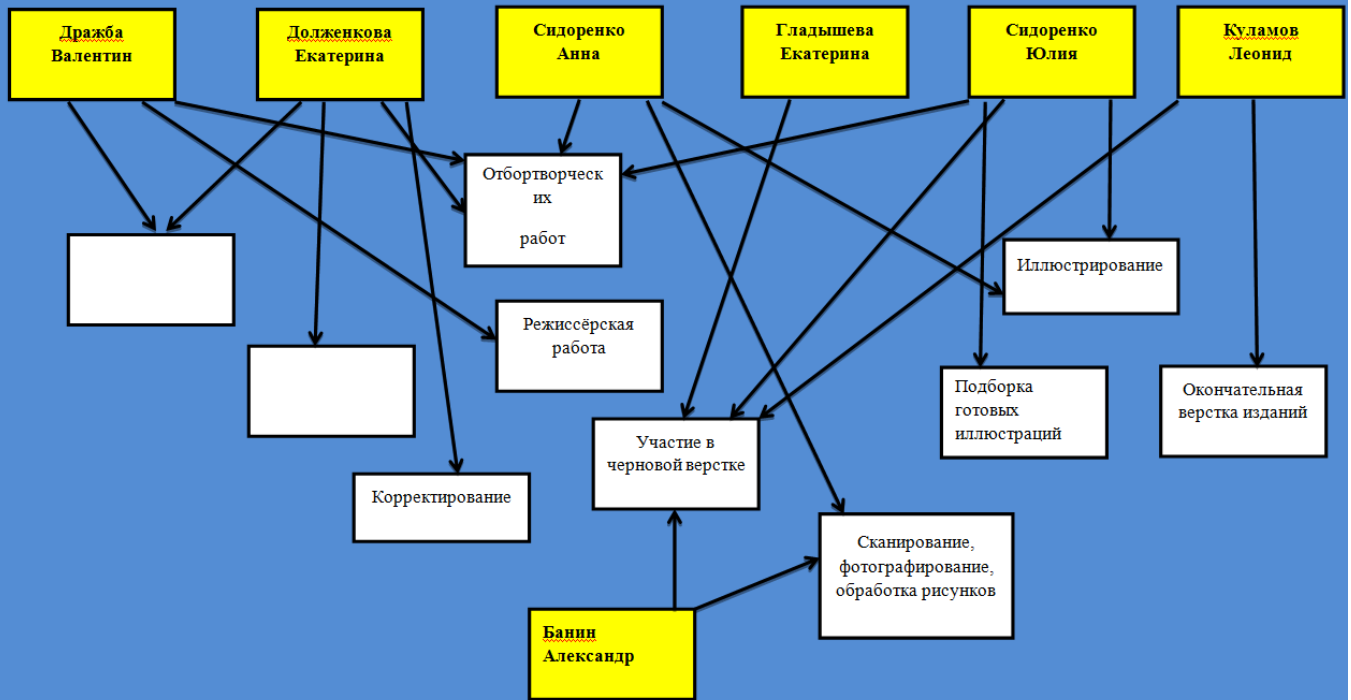 Дражба
Валентин
Долженкова
Екатерина
Сидоренко
Анна
Гладышева
Екатерина
Сидоренко
Юлия
Куламов
Леонид
Отбортворческ
их
работ
Иллюстрирование
Режиссёрская
работа
Подборка
готовых
иллюстраций
Окончательная
верстка изданий
Участие в
черновой верстке
Корректирование
Сканирование,
фотографирование,
обработка рисунков
Банин
Александр